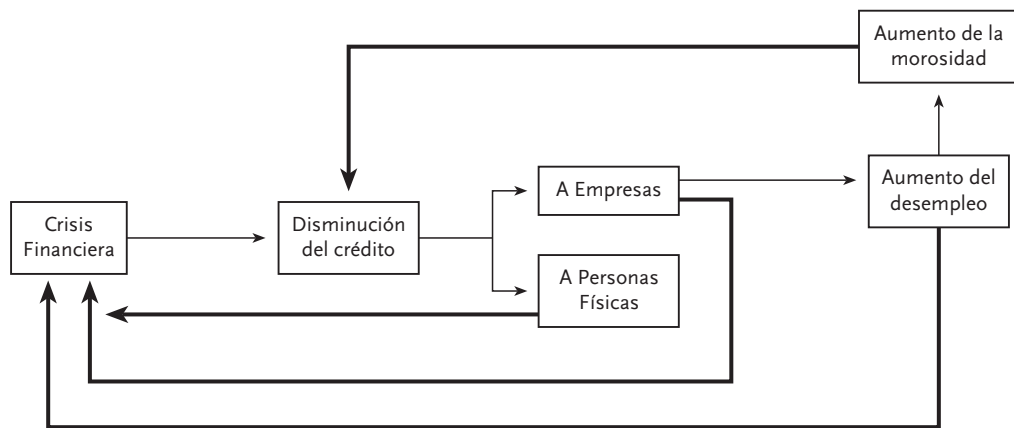 Aumento de la
morosidad
A Empresas
Aumento del
desempleo
Crisis
Financiera
Disminución
del crédito
A Personas
Físicas